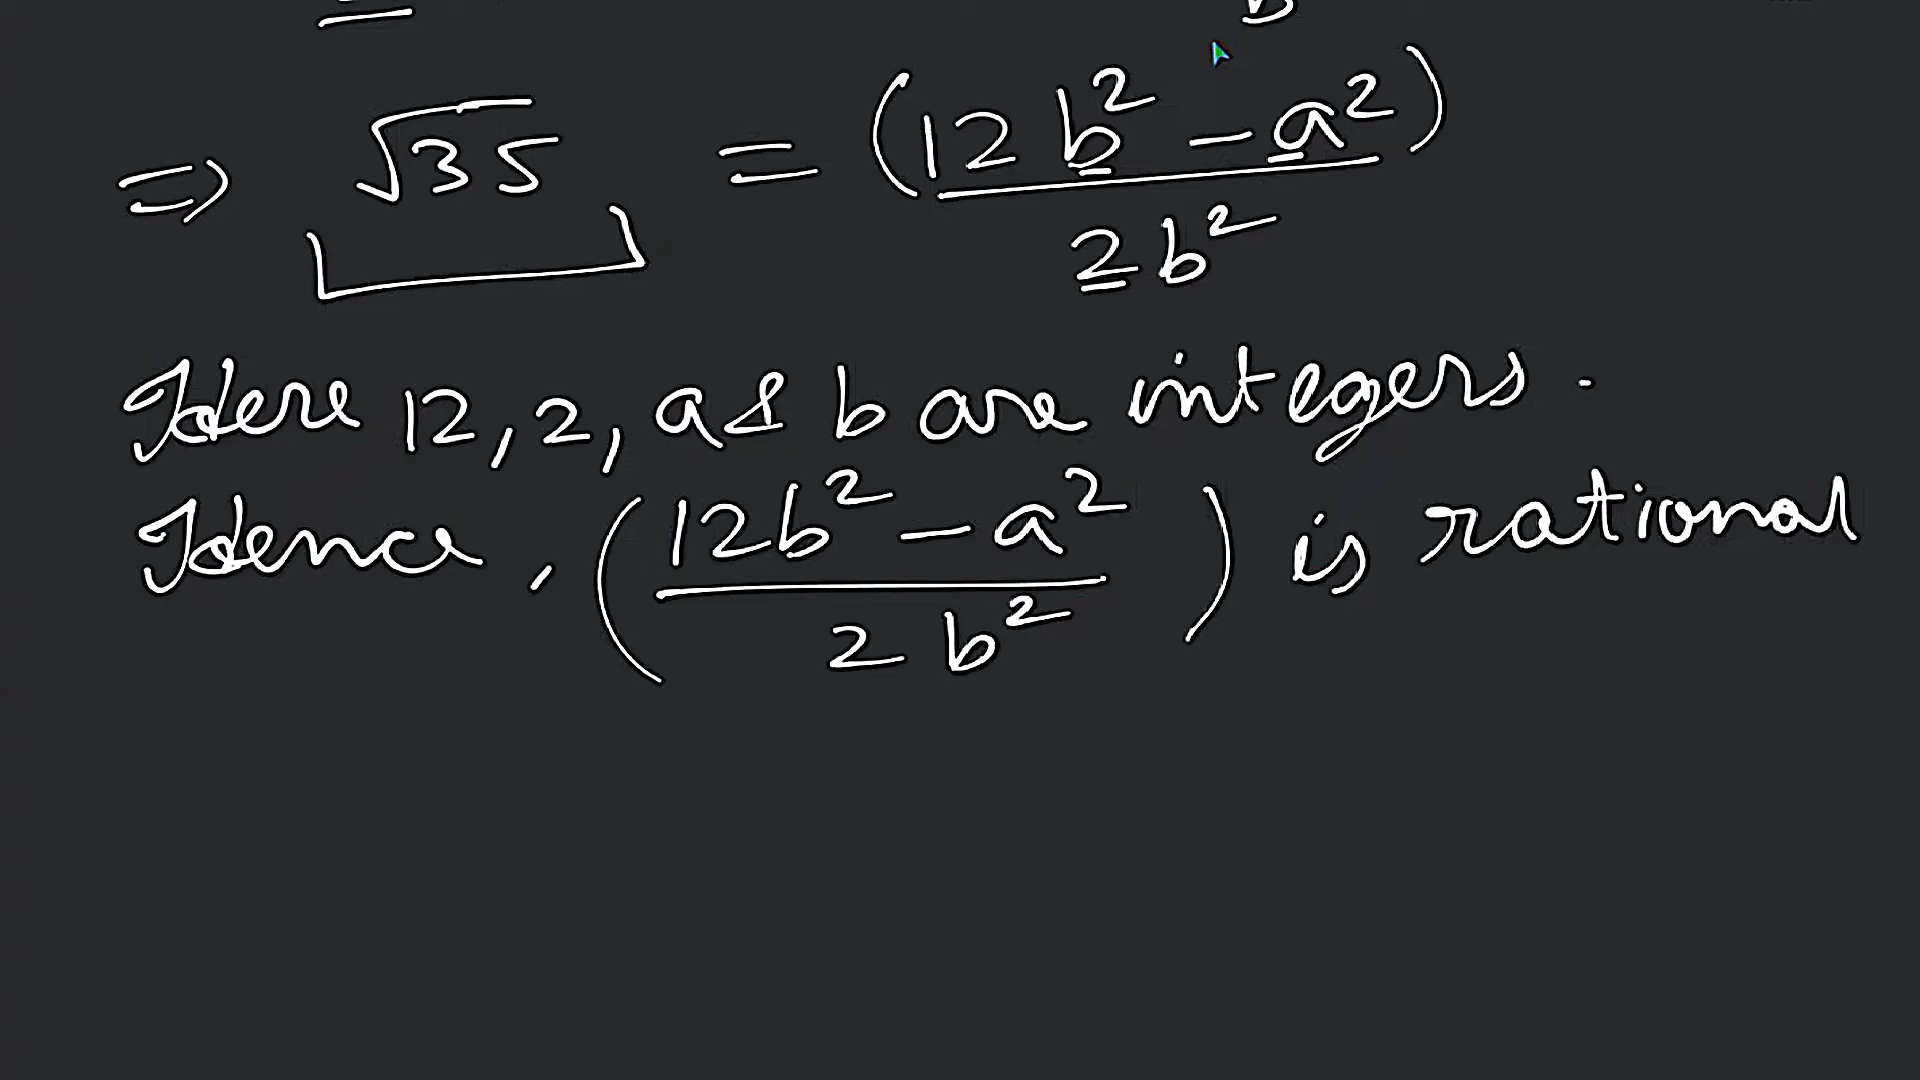 b
⇒ √35 = (12b² - a²) / 2b²
Here 12, 2, a & b are integers.
Hence, (12b² - a² / 2b²) is rational